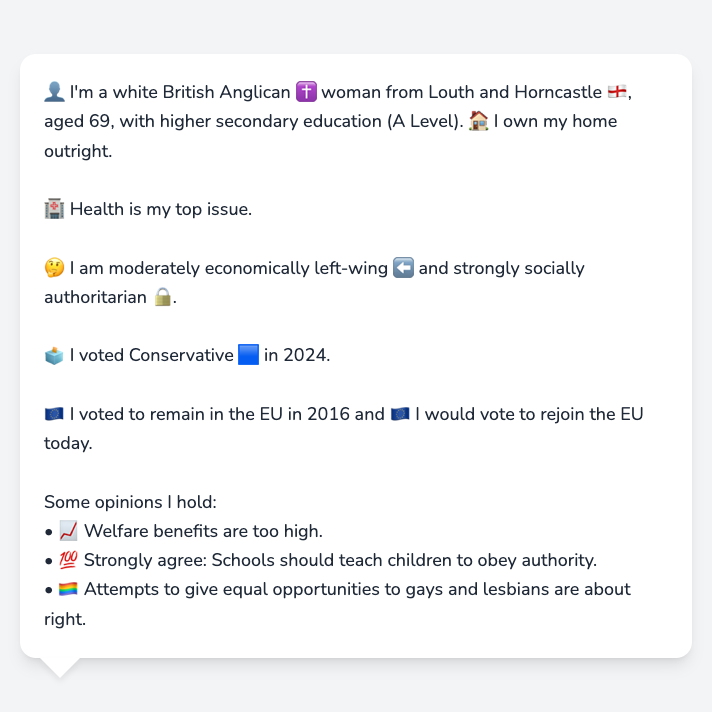 👤 I'm a white British Anglican ✝️ woman from Louth and Horncastle 🏴󠁧󠁢󠁥󠁮󠁧󠁿,
aged 69, with higher secondary education (A Level). 🏠 I own my home
outright.
🏥 Health is my top issue.
🤔 I am moderately economically left-wing ⬅️ and strongly socially
authoritarian 🔒.
🗳️ I voted Conservative 🟦 in 2024.
🇪🇺 I voted to remain in the EU in 2016 and 🇪🇺 I would vote to rejoin the EU
today.
Some opinions I hold:
• 📈 Welfare benefits are too high.
• 💯 Strongly agree: Schools should teach children to obey authority.
• 🏳️‍🌈 Attempts to give equal opportunities to gays and lesbians are about
right.